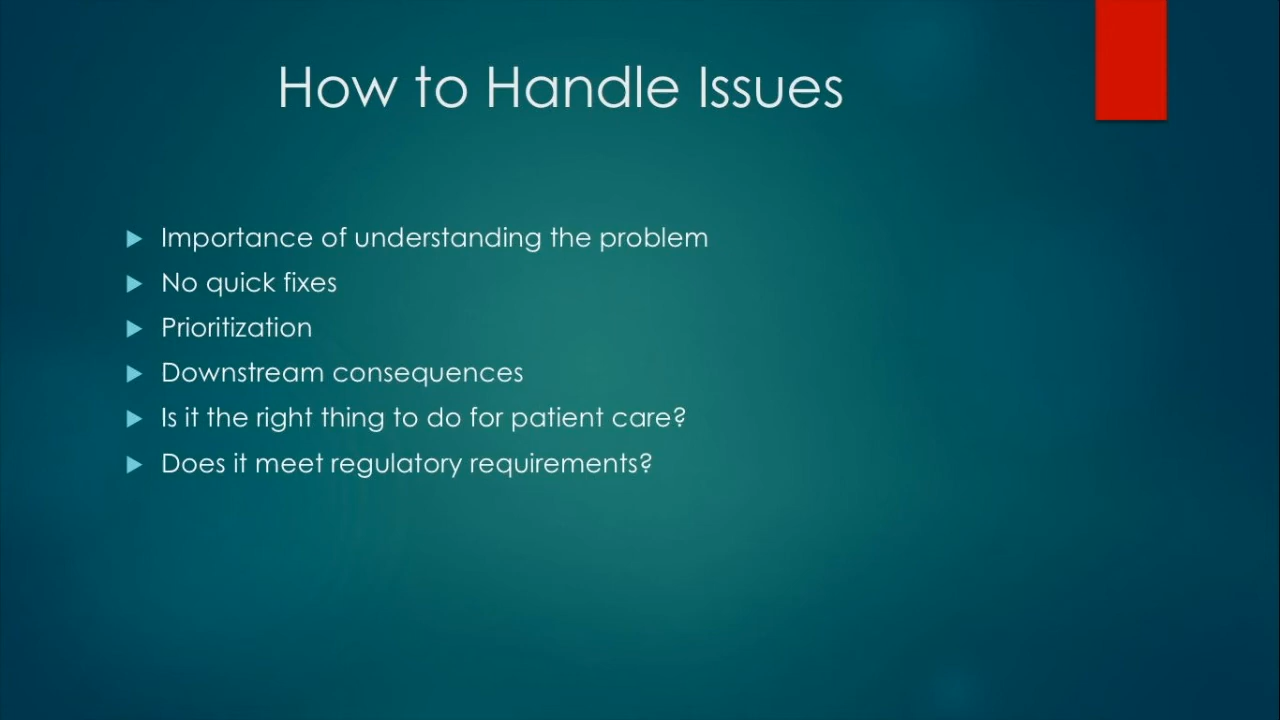 How to Handle Issues
Importance of understanding the problem
No quick fixes
Prioritization
Downstream consequences
Is it the right thing to do for patient care?
Does it meet regulatory requirements?